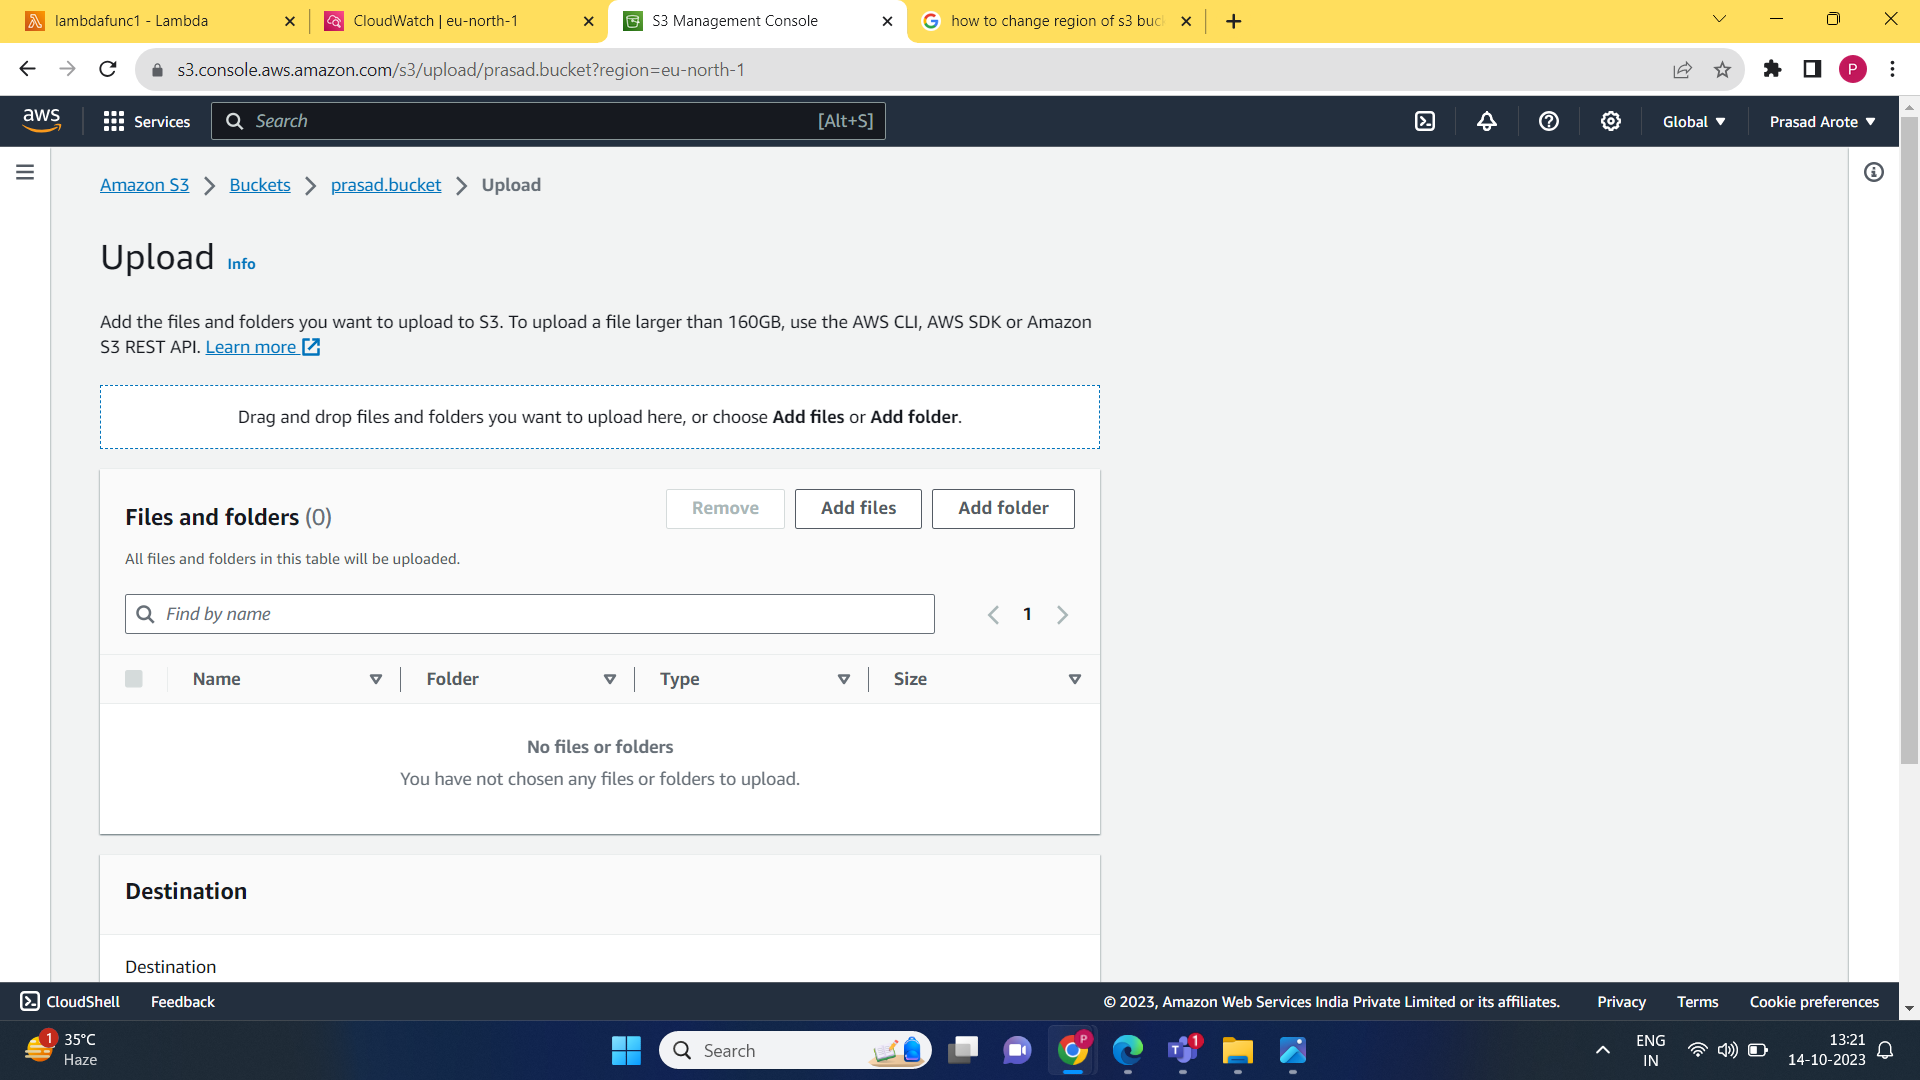 lambdafunc1 - Lambda
CloudWatch | eu-north-1
S3 Management Console
how to change region of s3 buc
s3.console.aws.amazon.com/s3/upload/prasad.bucket?region=eu-north-1
P
aws
Services
Search
[Alt+S]
Global
Prasad Arote
Amazon S3
Buckets
prasad.bucket
Upload
Upload
Info
Add the files and folders you want to upload to S3. To upload a file larger than 160GB, use the AWS CLI, AWS SDK or Amazon
S3 REST API. Learn more
Drag and drop files and folders you want to upload here, or choose Add files or Add folder.
Files and folders (0)
Remove
Add files
Add folder
All files and folders in this table will be uploaded.
Find by name
1
Name
Folder
Type
Size
No files or folders
You have not chosen any files or folders to upload.
Destination
Destination
CloudShell
Feedback
© 2023, Amazon Web Services India Private Limited or its affiliates.
Privacy
Terms
Cookie preferences
1
35°C
Haze
Search
P
1
ENG
IN
13:21
14-10-2023